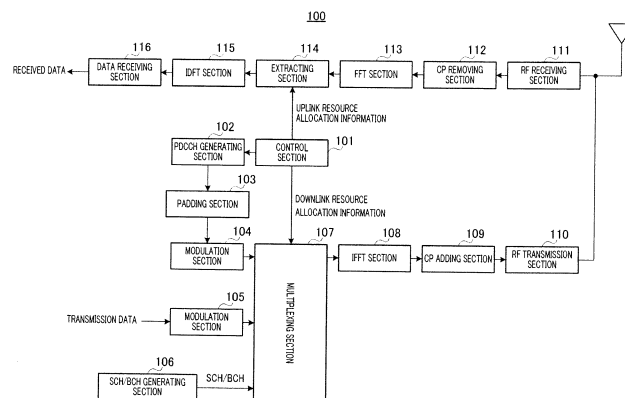 100
116
115
114
113
112
111
RECEIVED DATA
DATA RECEIVING
SECTION
IDFT SECTION
EXTRACTING
SECTION
FFT SECTION
CP REMOVING
SECTION
RF RECEIVING
SECTION
UPLINK RESOURCE
ALLOCATION INFORMATION
102
101
PDCCH GENERATING
SECTION
CONTROL
SECTION
103
PADDING SECTION
DOWNLINK RESOURCE
ALLOCATION INFORMATION
104
107
108
109
110
MODULATION
SECTION
IFFT SECTION
CP ADDING SECTION
RF TRANSMISSION
SECTION
MULTIPLEXING SECTION
105
TRANSMISSION DATA
MODULATION
SECTION
106
SCH/BCH GENERATING
SECTION
SCH/BCH